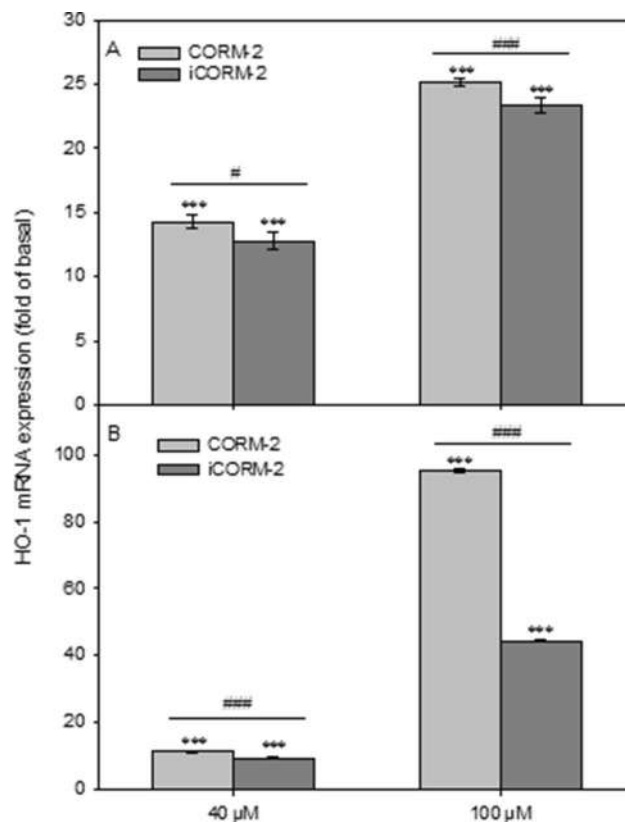 HO-1 mRNA expression (fold of basal)
A
CORM-2
iCORM-2
30
25
20
15
10
5
0
#
***
***
###
***
***
B
CORM-2
iCORM-2
100
80
60
40
20
0
###
***
***
###
***
***
40 µM
100 µM